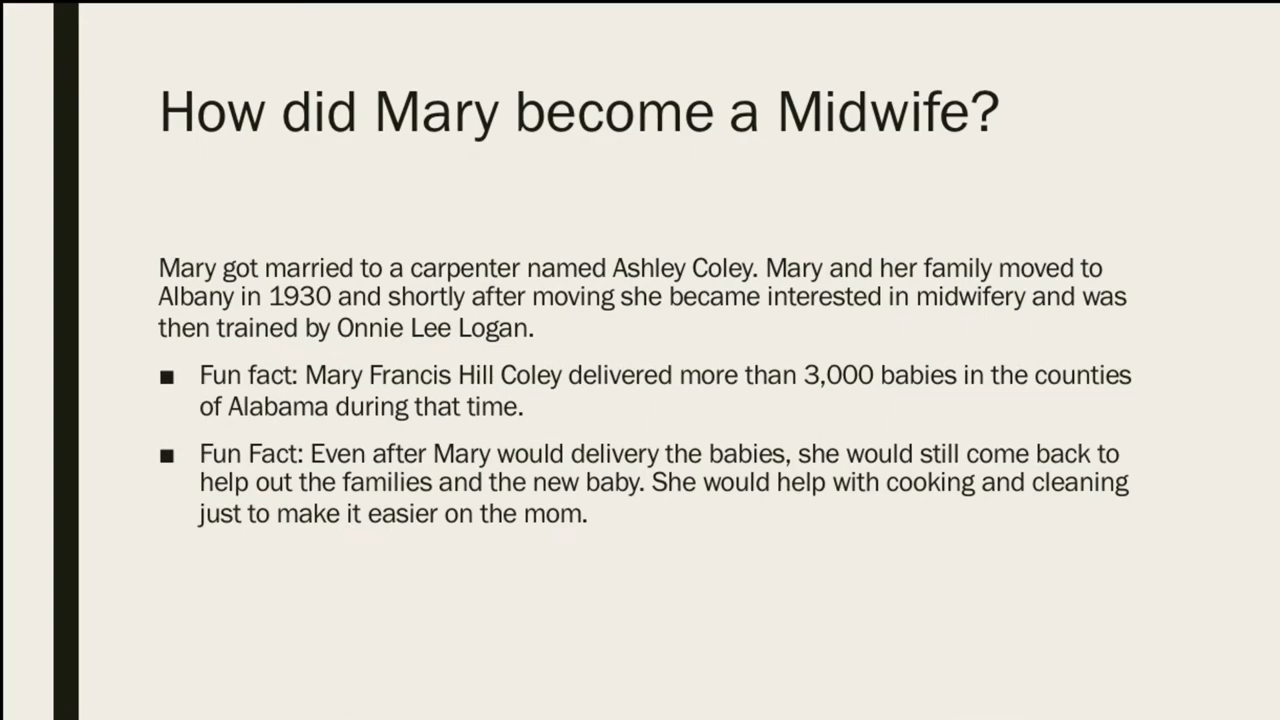 How did Mary become a Midwife?
Mary got married to a carpenter named Ashley Coley. Mary and her family moved to
Albany in 1930 and shortly after moving she became interested in midwifery and was
then trained by Onnie Lee Logan.
■ Fun fact: Mary Francis Hill Coley delivered more than 3,000 babies in the counties
of Alabama during that time.
■ Fun Fact: Even after Mary would delivery the babies, she would still come back to
help out the families and the new baby. She would help with cooking and cleaning
just to make it easier on the mom.